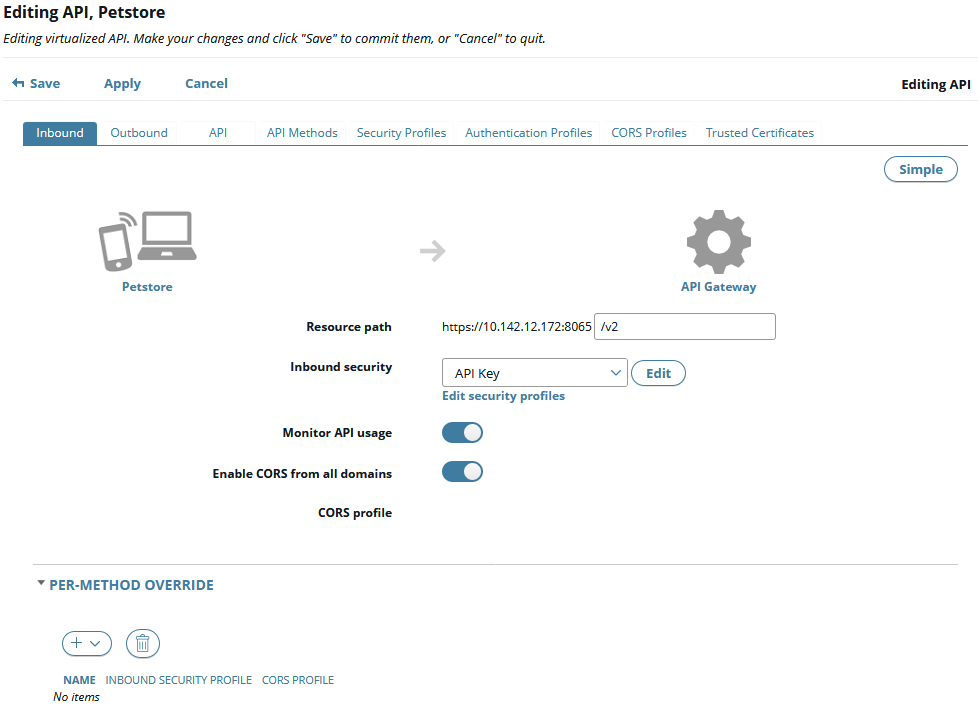 Editing API, Petstore
Editing virtualized API. Make your changes and click "Save" to commit them, or "Cancel" to quit.
Save Apply Cancel Editing API
Inbound Outbound API API Methods Security Profiles Authentication Profiles CORS Profiles Trusted Certificates
Simple
Petstore API Gateway
Resource path https://10.142.12.172:8065 /v2
Inbound security API Key Edit
Edit security profiles
Monitor API usage
Enable CORS from all domains
CORS profile
PER-METHOD OVERRIDE
NAME INBOUND SECURITY PROFILE CORS PROFILE
No items